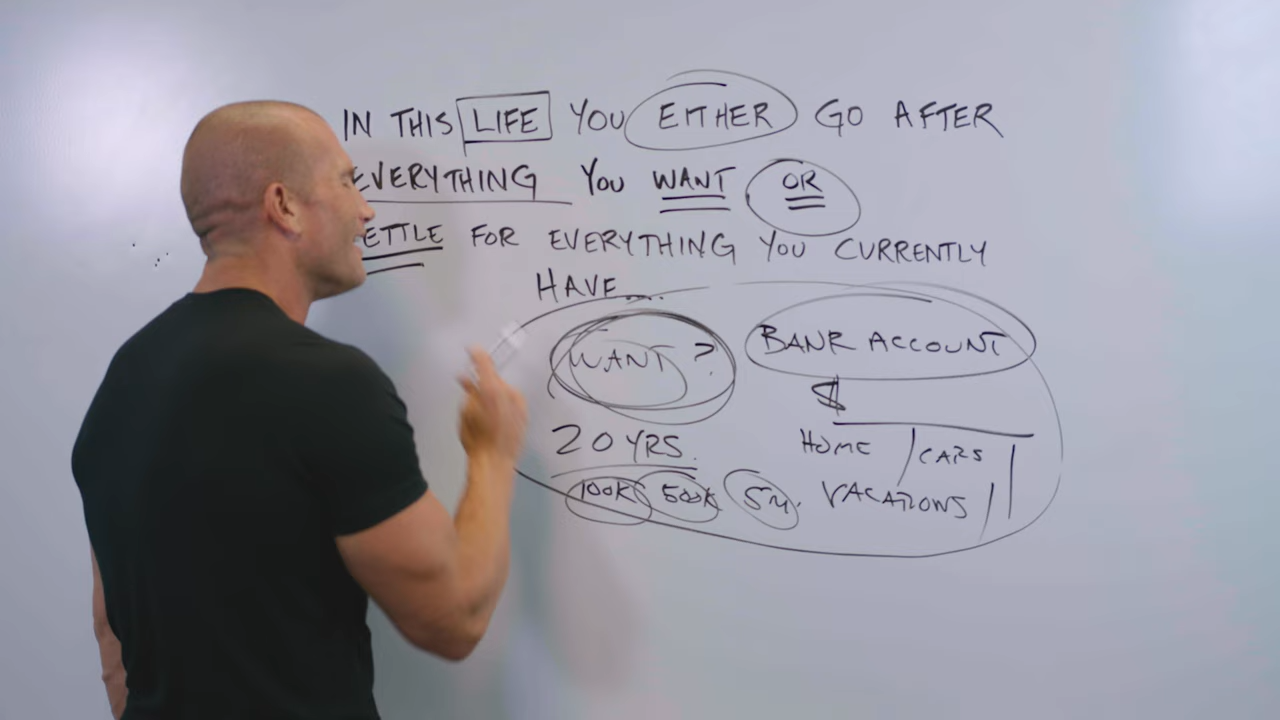 IN THIS LIFE YOU EITHER GO AFTER
EVERYTHING YOU WANT OR
ETTLE FOR EVERYTHING YOU CURRENTLY
HAVE....
WANT ? BANK ACCOUNT
$
20 YRS. HOME / CARS
100K 500K 5M. VACATIONS